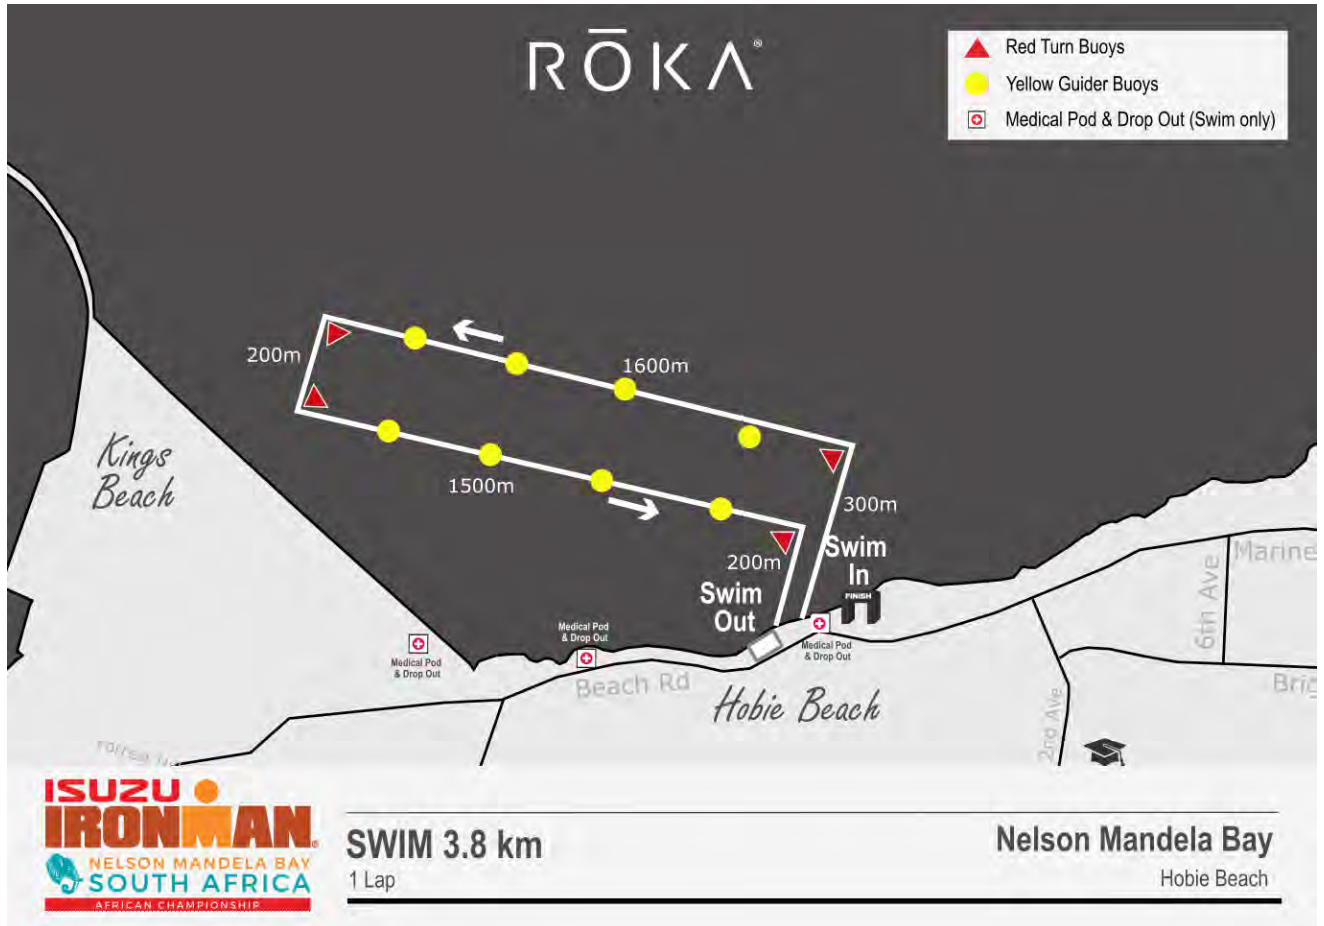 RŌKA®
Red Turn Buoys
Yellow Guider Buoys
Medical Pod & Drop Out (Swim only)
200m
1600m
Kings
Beach
1500m
300m
200m
Swim
In
Swim
Out
FINISH
Marine
6th Ave
Medical Pod
& Drop Out
Medical Pod
& Drop Out
Medical Pod
& Drop Out
Beach Rd
Hobie Beach
2nd Ave
Brig
ISUZU
IRONMAN®
NELSON MANDELA BAY
SOUTH AFRICA
AFRICAN CHAMPIONSHIP
SWIM 3.8 km
1 Lap
Nelson Mandela Bay
Hobie Beach